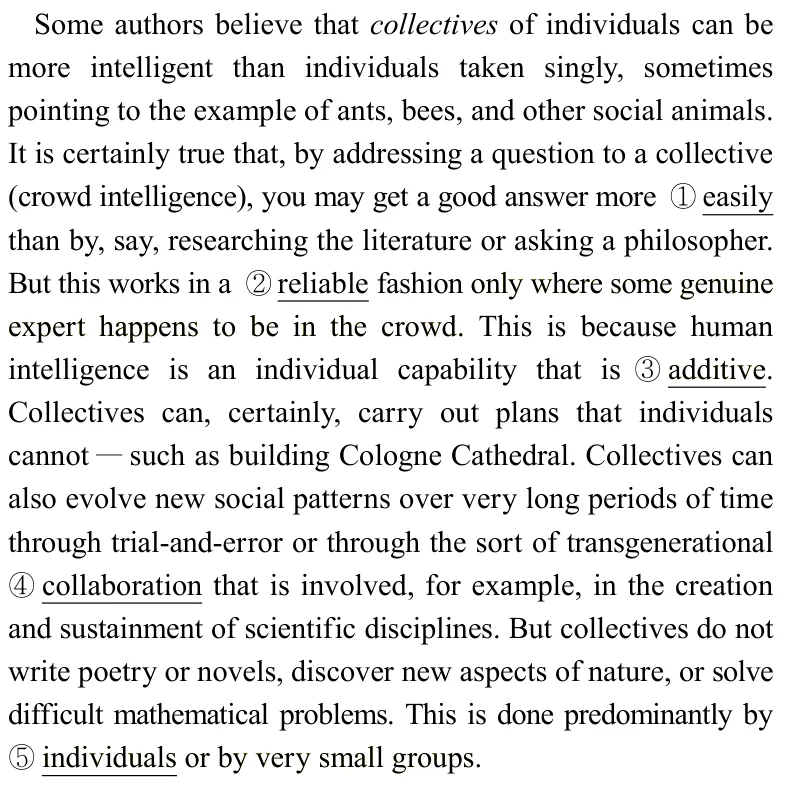 Some authors believe that collectives of individuals can be
more intelligent than individuals taken singly, sometimes
pointing to the example of ants, bees, and other social animals.
It is certainly true that, by addressing a question to a collective
(crowd intelligence), you may get a good answer more ① easily
than by, say, researching the literature or asking a philosopher.
But this works in a ② reliable fashion only where some genuine
expert happens to be in the crowd. This is because human
intelligence is an individual capability that is ③ additive.
Collectives can, certainly, carry out plans that individuals
cannot — such as building Cologne Cathedral. Collectives can
also evolve new social patterns over very long periods of time
through trial-and-error or through the sort of transgenerational
④ collaboration that is involved, for example, in the creation
and sustainment of scientific disciplines. But collectives do not
write poetry or novels, discover new aspects of nature, or solve
difficult mathematical problems. This is done predominantly by
⑤ individuals or by very small groups.